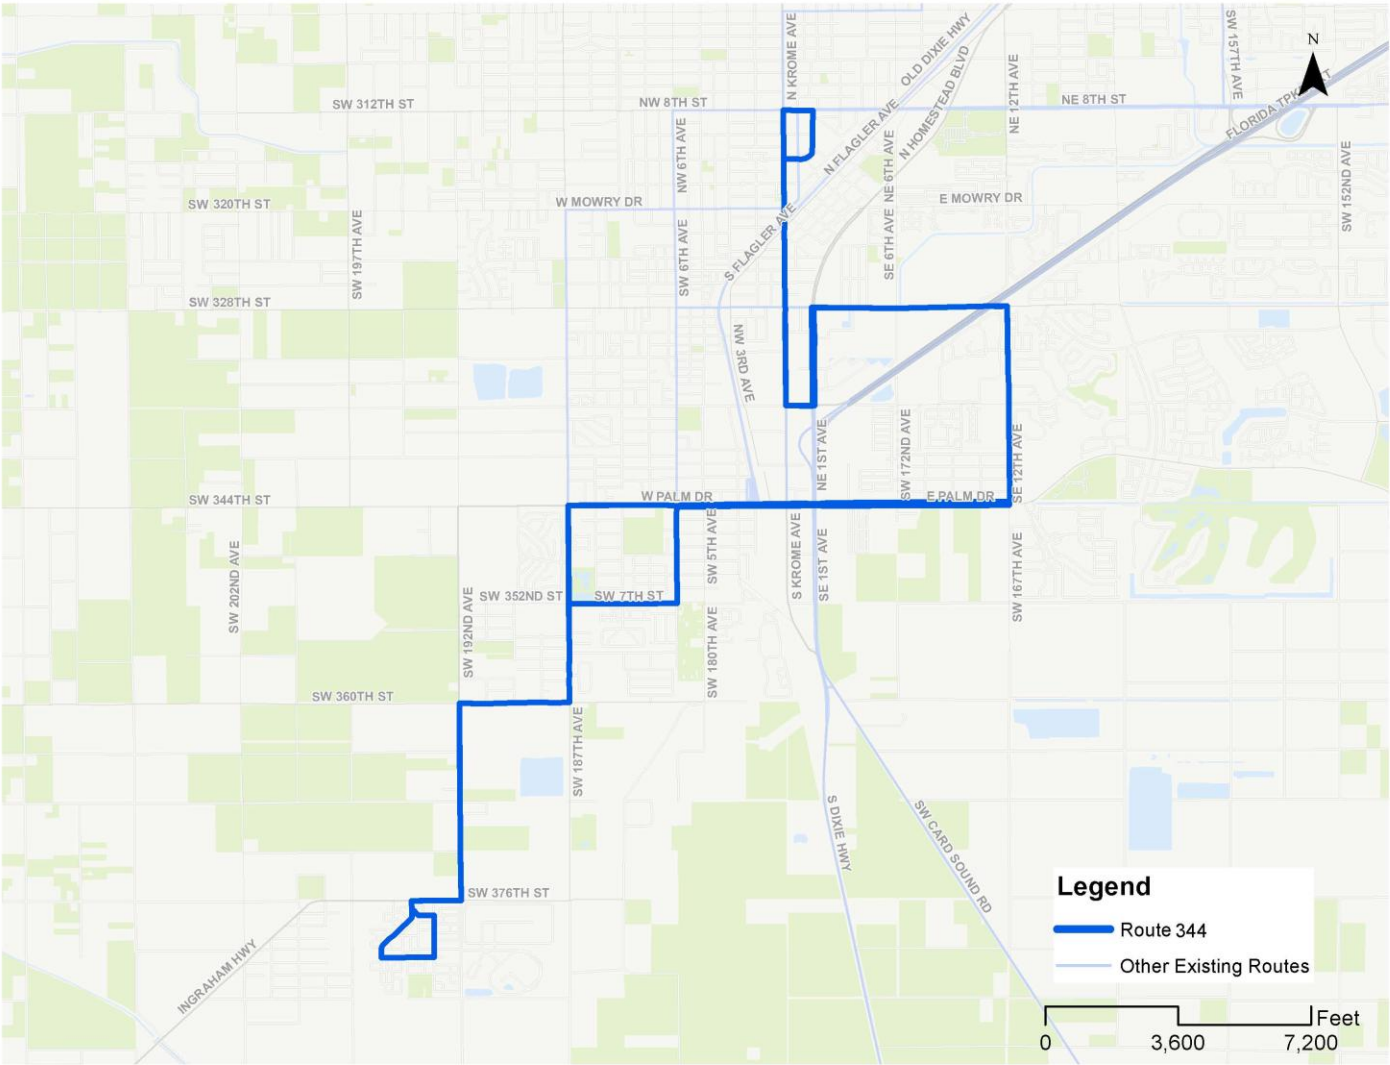 N KROME AVE
OLD DIXIE HWY
SW 157TH AVE
N
SW 312TH ST
NW 8TH ST
NE 8TH ST
NE 12TH AVE
N HOMESTEAD BLVD
N FLAGLER AVE
NW 6TH AVE
NE 6TH AVE
SW 152ND AVE
SW 320TH ST
W MOWRY DR
E MOWRY DR
SW 197TH AVE
S FLAGLER AVE
SW 6TH AVE
SE 6TH AVE
SW 328TH ST
NW 3RD AVE
NE 1ST AVE
SW 172ND AVE
SE 12TH AVE
SW 344TH ST
W PALM DR
E PALM DR
SW 202ND AVE
SW 5TH AVE
S KROME AVE
SE 1ST AVE
SW 167TH AVE
SW 192ND AVE
SW 352ND ST
SW 7TH ST
SW 180TH AVE
SW 360TH ST
SW 187TH AVE
S DIXIE HWY
SW CARD SOUND RD
SW 376TH ST
INGRAHAM HWY
Legend
Route 344
Other Existing Routes
Feet
0 3,600 7,200